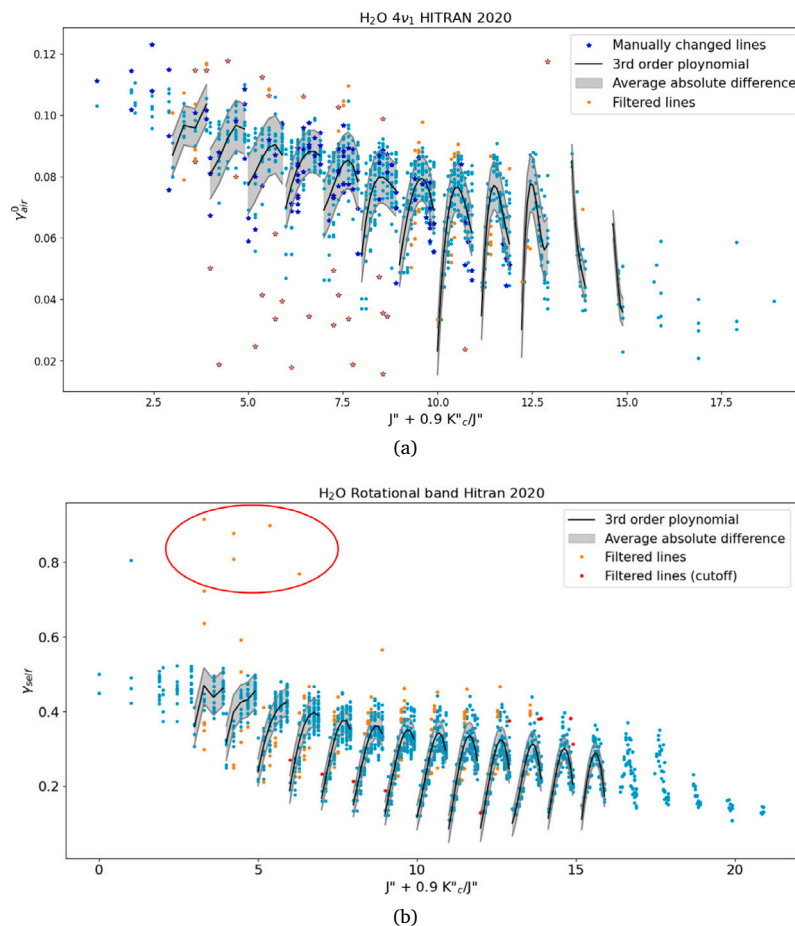 H₂O 4ν₁ HITRAN 2020
Manually changed lines
3rd order ploynomial
Average absolute difference
Filtered lines
0.12
0.10
0.08
0.06
0.04
0.02
γ⁰ₐᵢᵣ
2.5 5.0 7.5 10.0 12.5 15.0 17.5
J" + 0.9 K"c/J"
(a)
H₂O Rotational band Hitran 2020
3rd order ploynomial
Average absolute difference
Filtered lines
Filtered lines (cutoff)
0.8
0.6
0.4
0.2
γself
0 5 10 15 20
J" + 0.9 K"c/J"
(b)